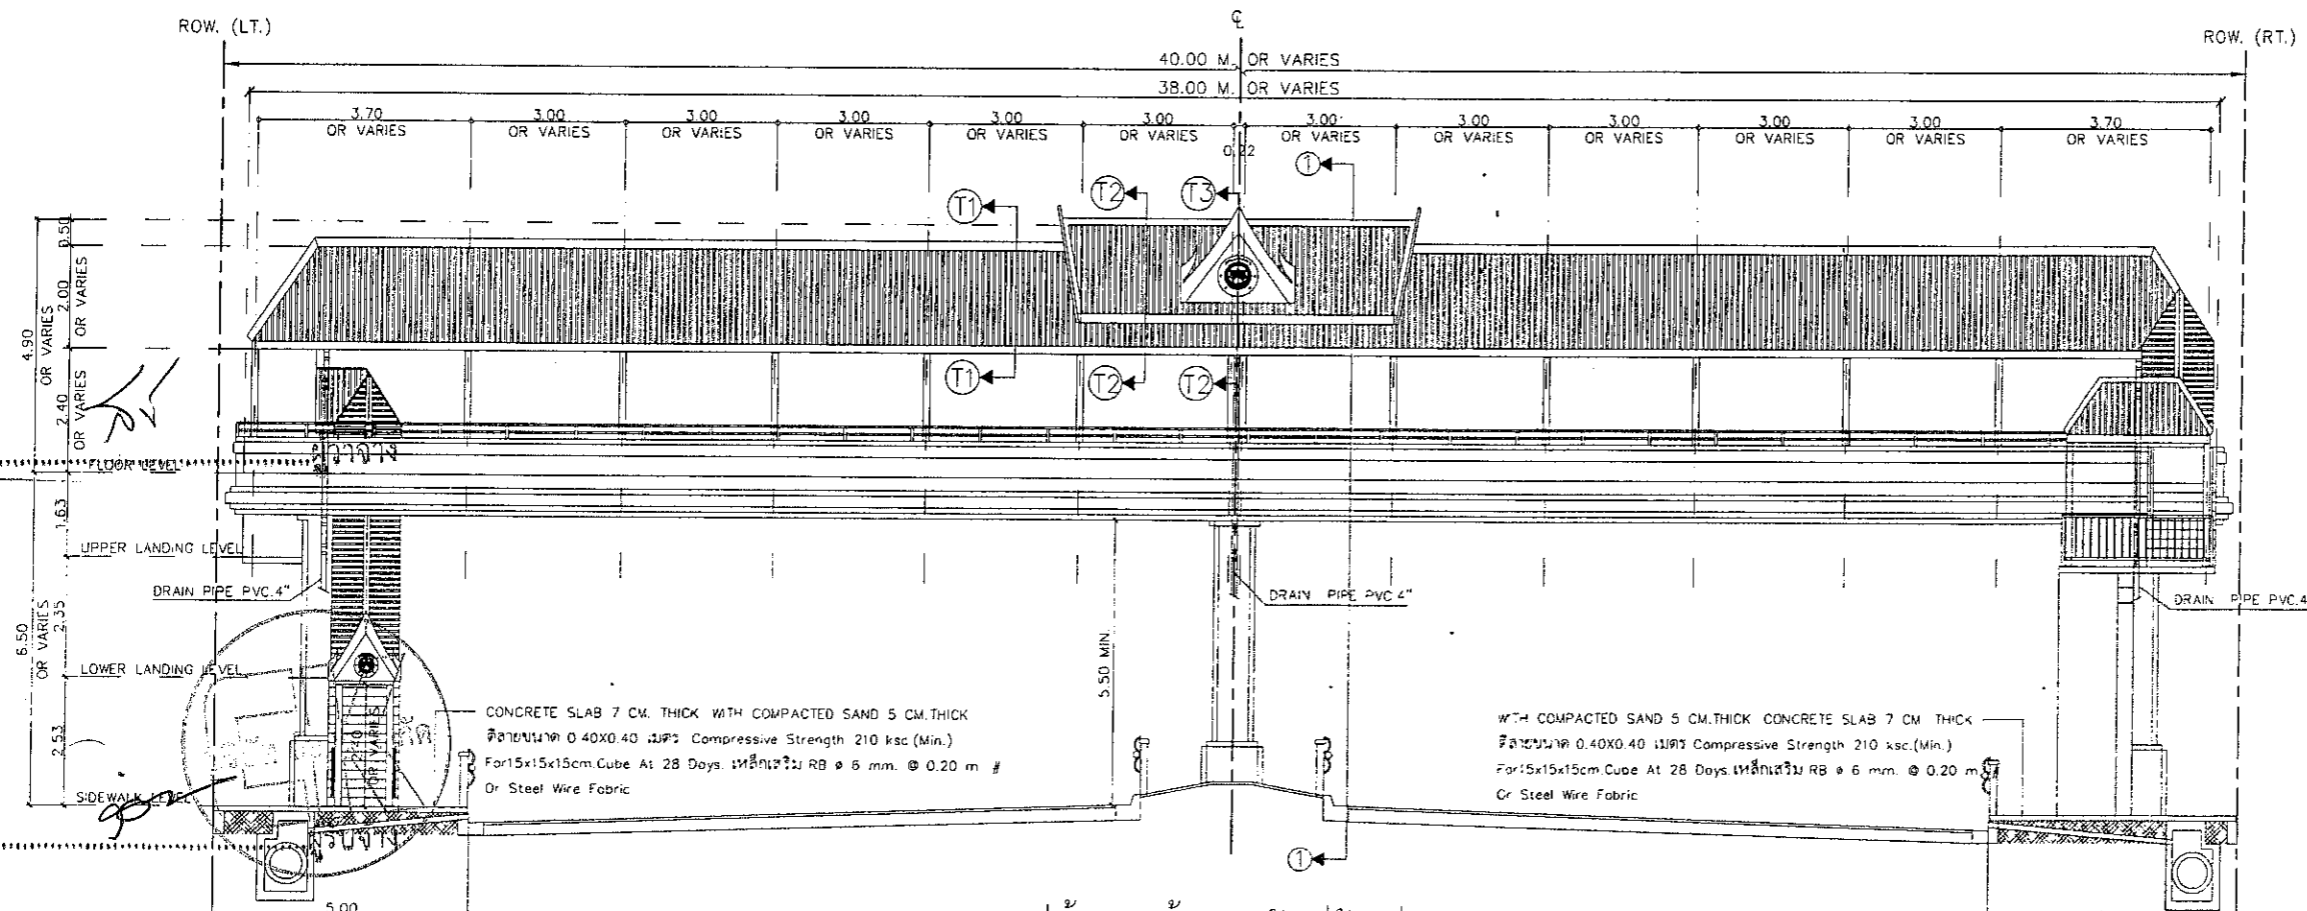 ROW. (LT.)
℄
ROW. (RT.)
40.00 M. OR VARIES
38.00 M. OR VARIES
3.70 3.00 3.00 3.00 3.00 3.00 3.00 3.00 3.00 3.00 3.00 3.70
OR VARIES OR VARIES OR VARIES OR VARIES OR VARIES OR VARIES OR VARIES OR VARIES OR VARIES OR VARIES OR VARIES OR VARIES
0.22
1
T1 T2 T3
0.50
2.00
OR VARIES
4.90
OR VARIES
2.40
OR VARIES
T1 T2 T2
FLOOR LEVEL
1.63
UPPER LANDING LEVEL
DRAIN PIPE PVC.4"
DRAIN PIPE PVC 4"
DRAIN PIPE PVC.4
6.50
OR VARIES
2.35
LOWER LANDING LEVEL
5.50 MIN.
2.53
2.40
OR VARIES
SIDEWALK LEVEL
CONCRETE SLAB 7 CM. THICK WITH COMPACTED SAND 5 CM.THICK
ตีลายขนาด 0.40X0.40 เมตร Compressive Strength 210 ksc.(Min.)
For15x15x15cm.Cube At 28 Days. เหล็กเสริม RB ø 6 mm. @ 0.20 m #
Or Steel Wire Fabric
WITH COMPACTED SAND 5 CM.THICK CONCRETE SLAB 7 CM THICK
ตีลายขนาด 0.40X0.40 เมตร Compressive Strength 210 ksc.(Min.)
For15x15x15cm.Cube At 28 Days. เหล็กเสริม RB ø 6 mm. @ 0.20 m
Or Steel Wire Fabric
1
5.00